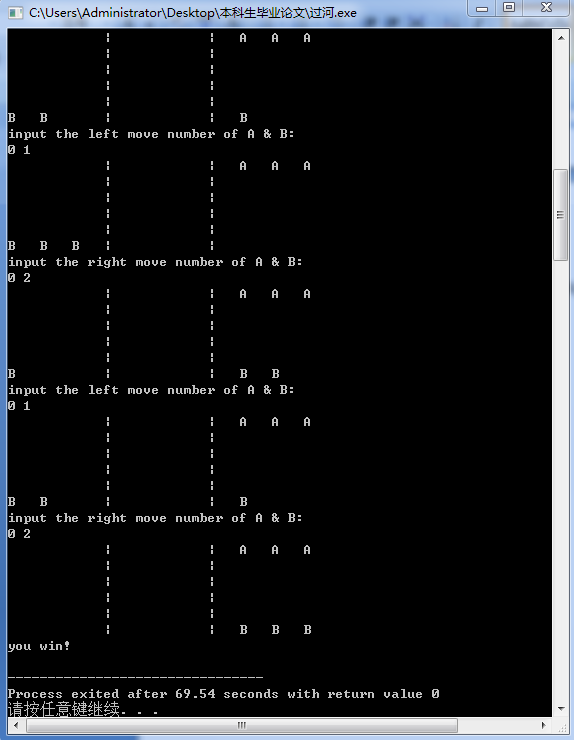 C:\Users\Administrator\Desktop\本科生毕业论文\过河.exe
¦ ¦ A A A
¦ ¦
¦ ¦
¦ ¦
¦ ¦
B B ¦ ¦ B
input the left move number of A & B:
0 1
¦ ¦ A A A
¦ ¦
¦ ¦
¦ ¦
¦ ¦
B B B ¦ ¦
input the right move number of A & B:
0 2
¦ ¦ A A A
¦ ¦
¦ ¦
¦ ¦
¦ ¦
B ¦ ¦ B B
input the left move number of A & B:
0 1
¦ ¦ A A A
¦ ¦
¦ ¦
¦ ¦
¦ ¦
B B ¦ ¦ B
input the right move number of A & B:
0 2
¦ ¦ A A A
¦ ¦
¦ ¦
¦ ¦
¦ ¦
¦ ¦ B B B
you win!
--------------------------------
Process exited after 69.54 seconds with return value 0
请按任意键继续. . .